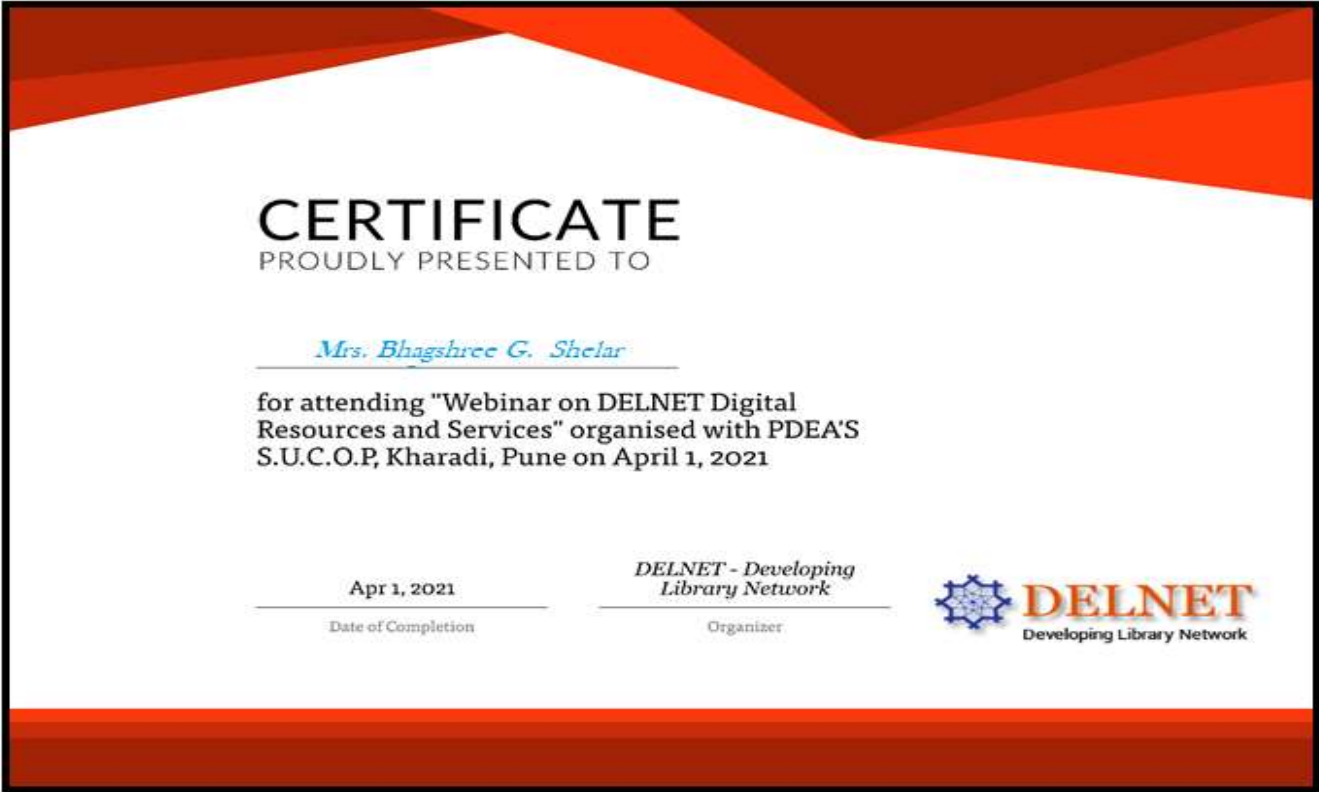 CERTIFICATE
PROUDLY PRESENTED TO
Mrs. Bhagshree G. Shelar
for attending "Webinar on DELNET Digital
Resources and Services" organised with PDEA'S
S.U.C.O.P, Kharadi, Pune on April 1, 2021
Apr 1, 2021
Date of Completion
DELNET - Developing
Library Network
Organizer
DELNET
Developing Library Network